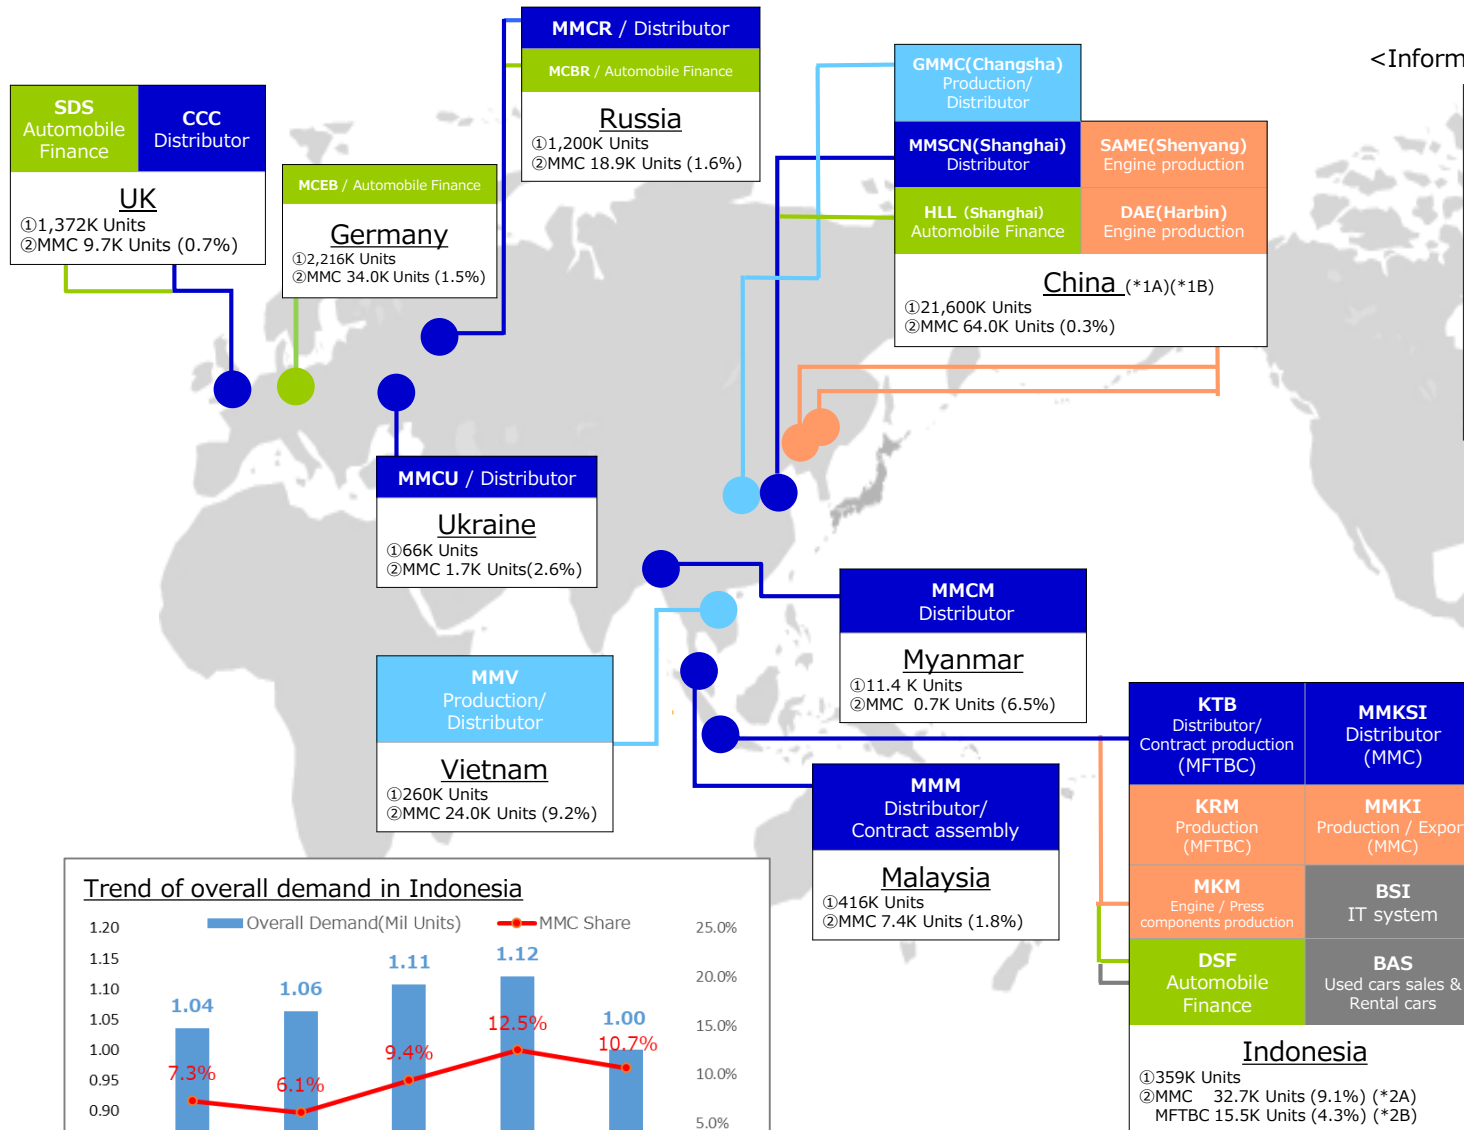 MMCR / Distributor
MCBR / Automobile Finance
Russia
①1,200K Units
②MMC 18.9K Units (1.6%)
SDS
Automobile
Finance
CCC
Distributor
UK
①1,372K Units
②MMC 9.7K Units (0.7%)
MCEB / Automobile Finance
Germany
①2,216K Units
②MMC 34.0K Units (1.5%)
GMMC(Changsha)
Production/
Distributor
MMSCN(Shanghai)
Distributor
SAME(Shenyang)
Engine production
HLL (Shanghai)
Automobile Finance
DAE(Harbin)
Engine production
China (*1A)(*1B)
①21,600K Units
②MMC 64.0K Units (0.3%)
<Inform
MMCU / Distributor
Ukraine
①66K Units
②MMC 1.7K Units(2.6%)
MMCM
Distributor
Myanmar
①11.4 K Units
②MMC 0.7K Units (6.5%)
MMV
Production/
Distributor
Vietnam
①260K Units
②MMC 24.0K Units (9.2%)
MMM
Distributor/
Contract assembly
Malaysia
①416K Units
②MMC 7.4K Units (1.8%)
KTB
Distributor/
Contract production
(MFTBC)
MMKSI
Distributor
(MMC)
KRM
Production
(MFTBC)
MMKI
Production / Export
(MMC)
MKM
Engine / Press
components production
BSI
IT system
DSF
Automobile
Finance
BAS
Used cars sales &
Rental cars
Indonesia
①359K Units
②MMC 32.7K Units (9.1%) (*2A)
MFTBC 15.5K Units (4.3%) (*2B)
Trend of overall demand in Indonesia
Overall Demand(Mil Units)
MMC Share
1.20
1.15
1.10
1.05
1.00
0.95
0.90
25.0%
20.0%
15.0%
10.0%
5.0%
1.04
1.06
1.11
1.12
1.00
7.3%
6.1%
9.4%
12.5%
10.7%